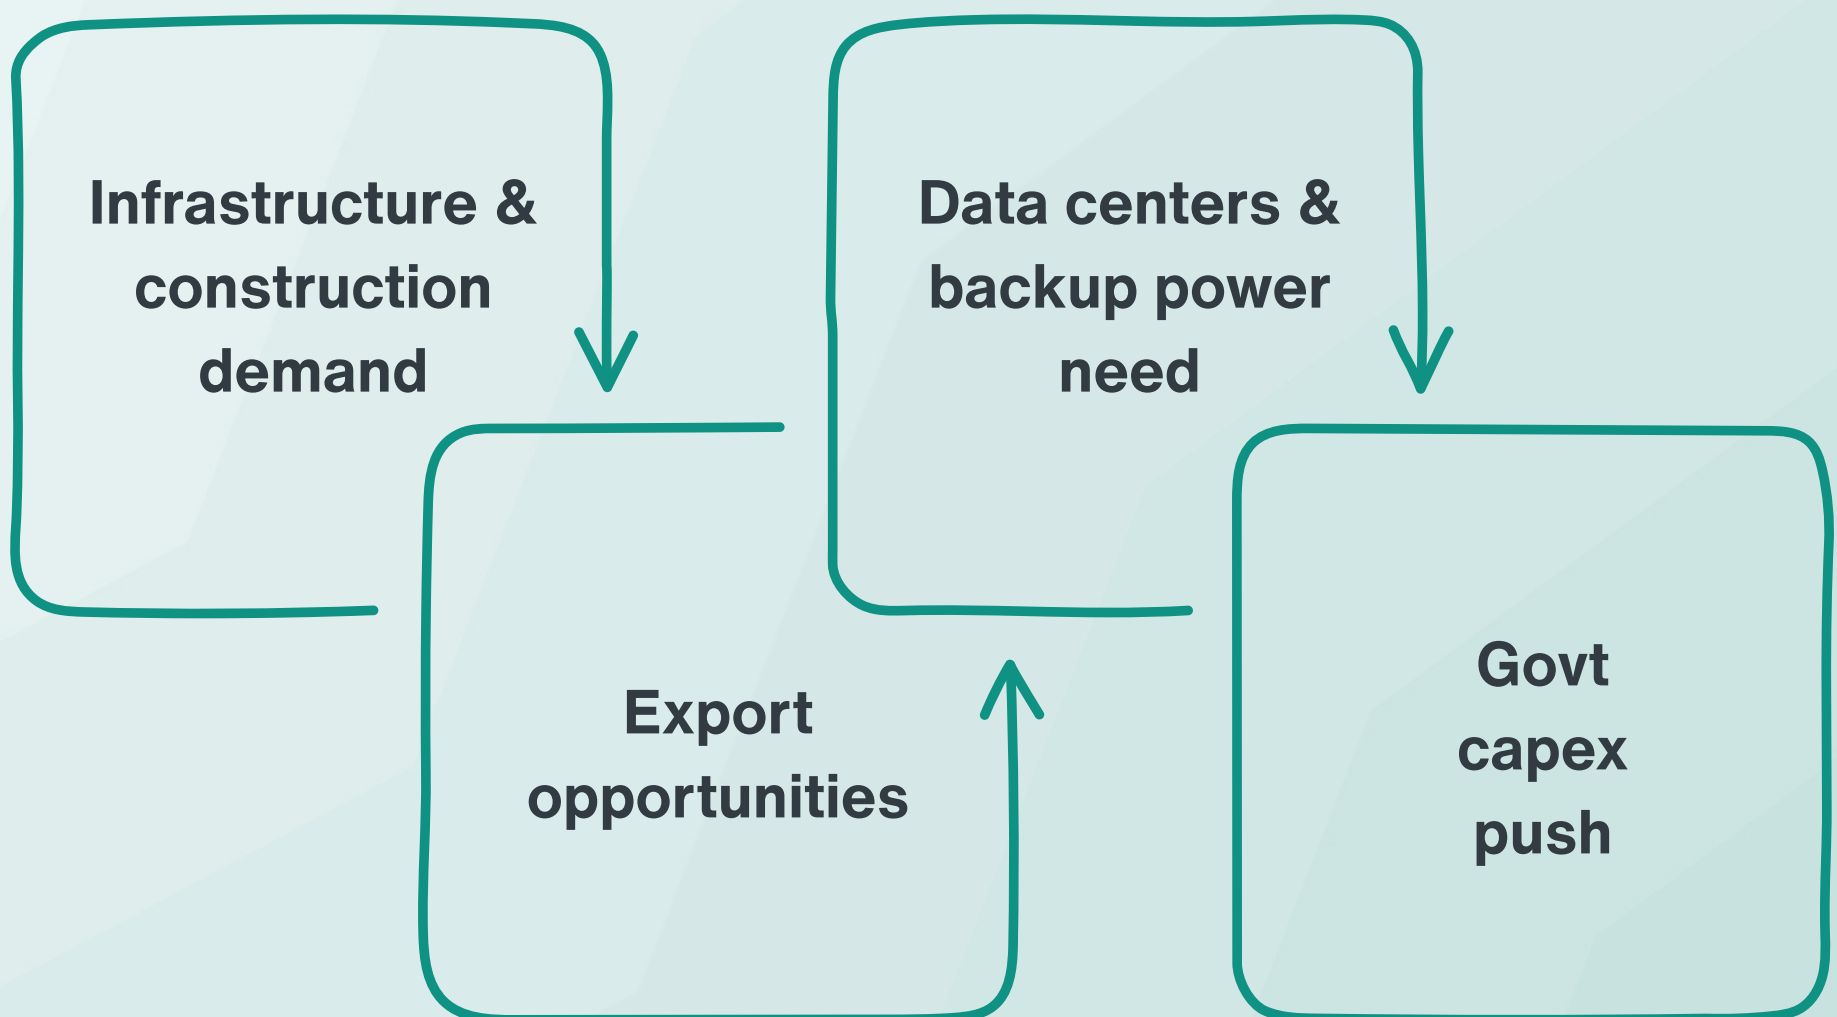 Infrastructure &
construction
demand
Export
opportunities
Data centers &
backup power
need
Govt
capex
push